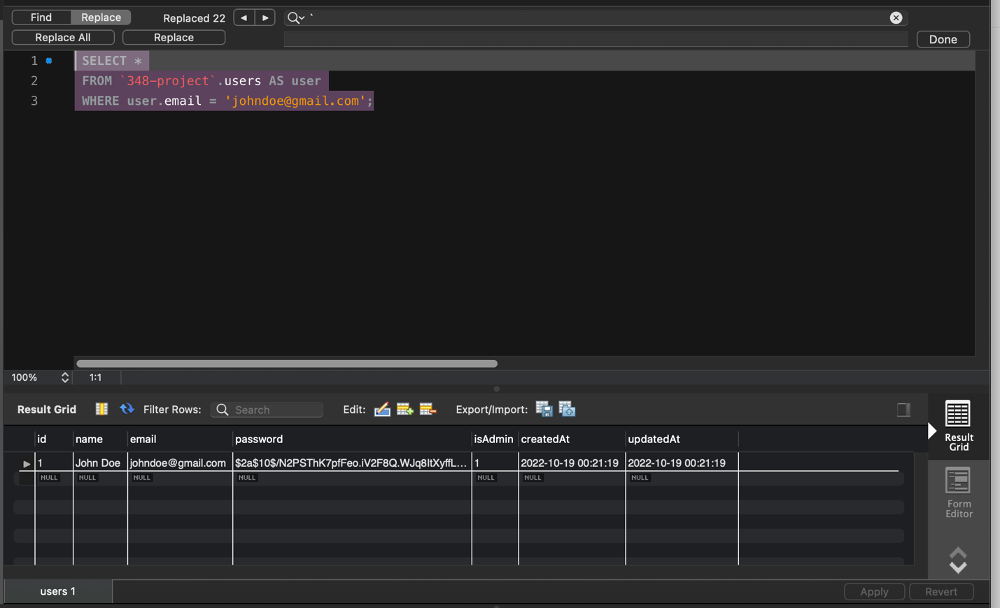 Find Replace Replaced 22 ◀ ▶ `
Replace All Replace Done
1 SELECT *
2 FROM `348-project`.users AS user
3 WHERE user.email = 'johndoe@gmail.com';
100% 1:1
Result Grid Filter Rows: Search Edit: Export/Import:
Result Grid
Form Editor
id name email password isAdmin createdAt updatedAt
1 John Doe johndoe@gmail.com $2a$10$/N2PSThK7pfFeo.iV2F8Q.WJq8ltXyffL... 1 2022-10-19 00:21:19 2022-10-19 00:21:19
NULL NULL NULL NULL NULL NULL NULL
users 1 Apply Revert